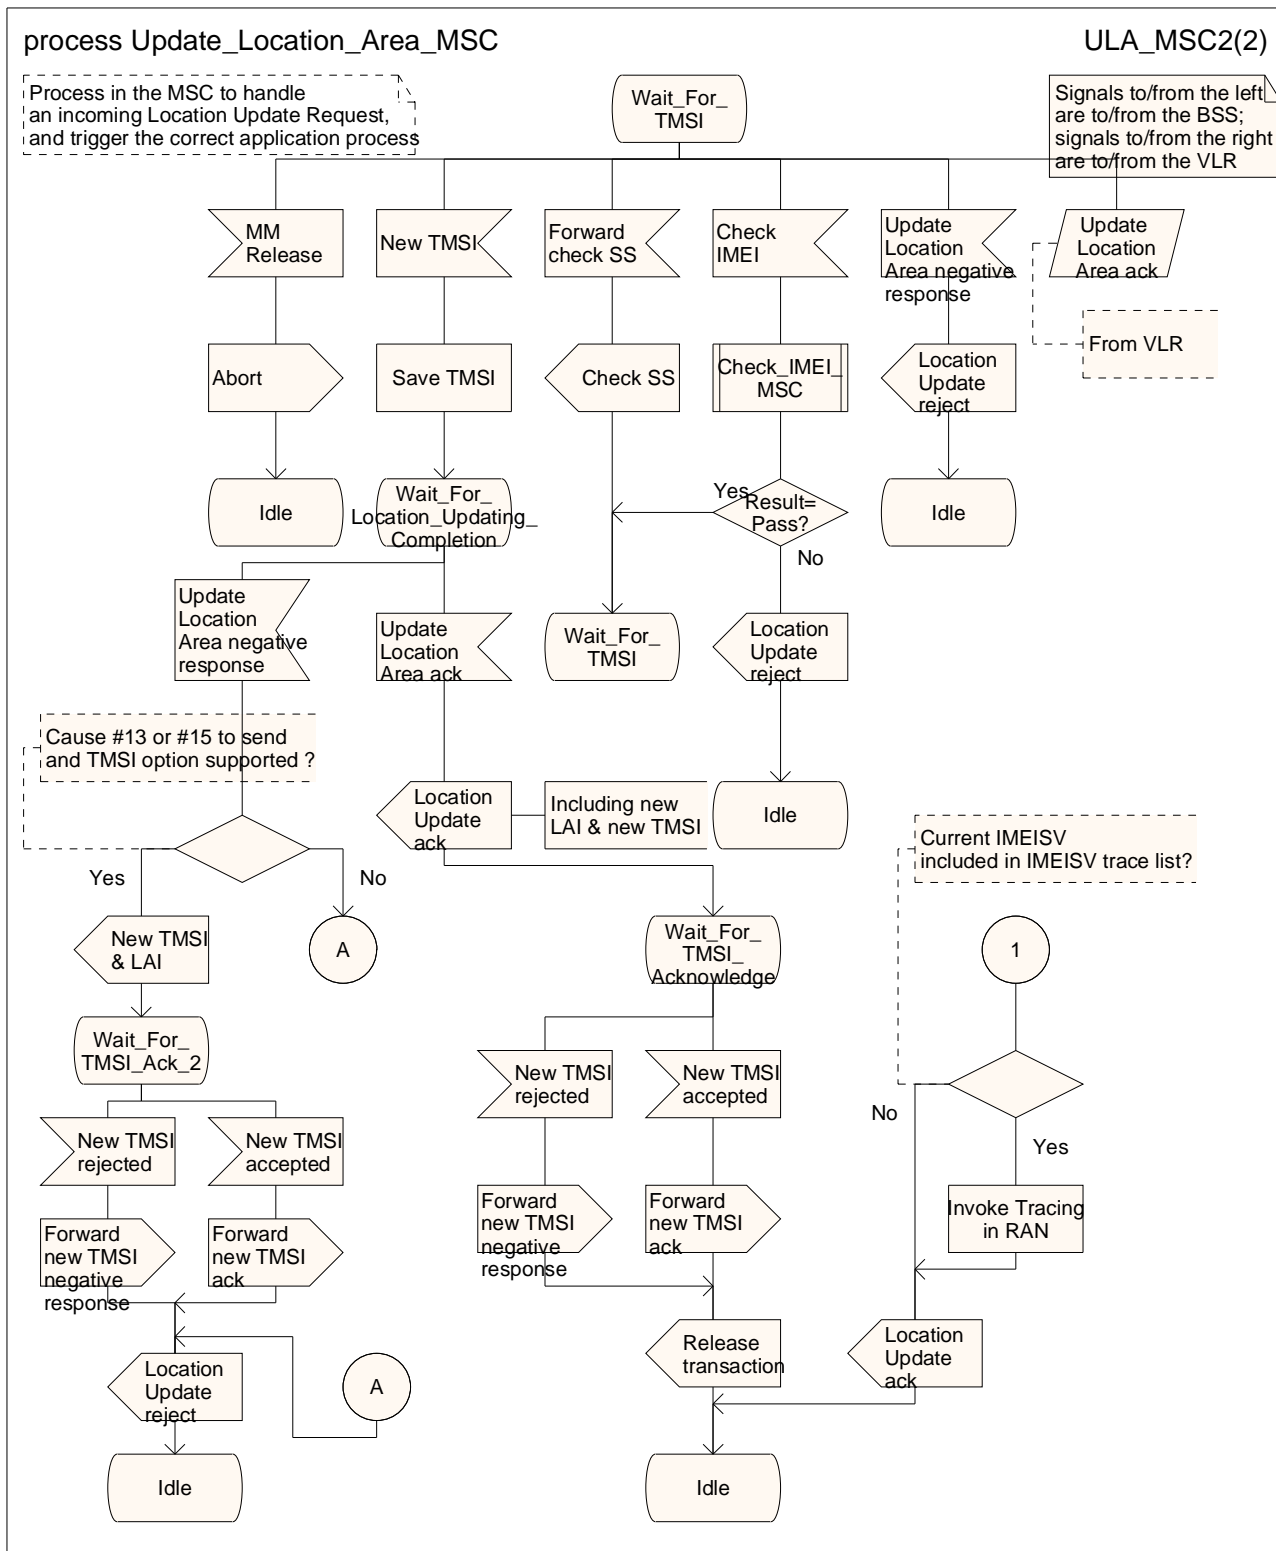 process Update_Location_Area_MSC
ULA_MSC2(2)
Process in the MSC to handle
an incoming Location Update Request,
and trigger the correct application process
Wait_For_
TMSI
Signals to/from the left
are to/from the BSS;
signals to/from the right
are to/from the VLR
MM
Release
New TMSI
Forward
check SS
Check
IMEI
Update
Location
Area negative
response
Update
Location
Area ack
From VLR
Abort
Save TMSI
Check SS
Check_IMEI_
MSC
Location
Update
reject
Idle
Wait_For_
Location_Updating_
Completion
Yes
Result=
Pass?
No
Idle
Update
Location
Area negative
response
Update
Location
Area ack
Wait_For_
TMSI
Location
Update
reject
Cause #13 or #15 to send
and TMSI option supported ?
Location
Update
ack
Including new
LAI & new TMSI
Idle
Current IMEISV
included in IMEISV trace list?
Yes
No
New TMSI
& LAI
A
Wait_For_
TMSI_
Acknowledge
1
Wait_For_
TMSI_Ack_2
New TMSI
rejected
New TMSI
accepted
No
Yes
New TMSI
rejected
New TMSI
accepted
Forward
new TMSI
negative
response
Forward
new TMSI
ack
Invoke Tracing
in RAN
Forward
new TMSI
negative
response
Forward
new TMSI
ack
Location
Update
reject
A
Release
transaction
Location
Update
ack
Idle
Idle